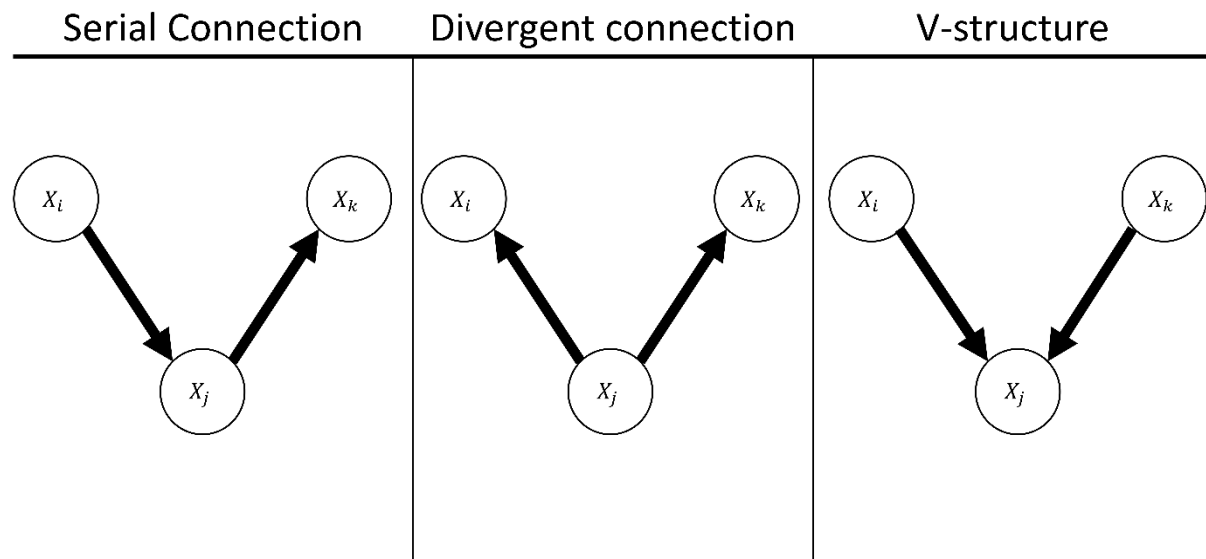 Serial Connection
Divergent connection
V-structure
X_i
X_k
X_i
X_k
X_i
X_k
X_j
X_j
X_j